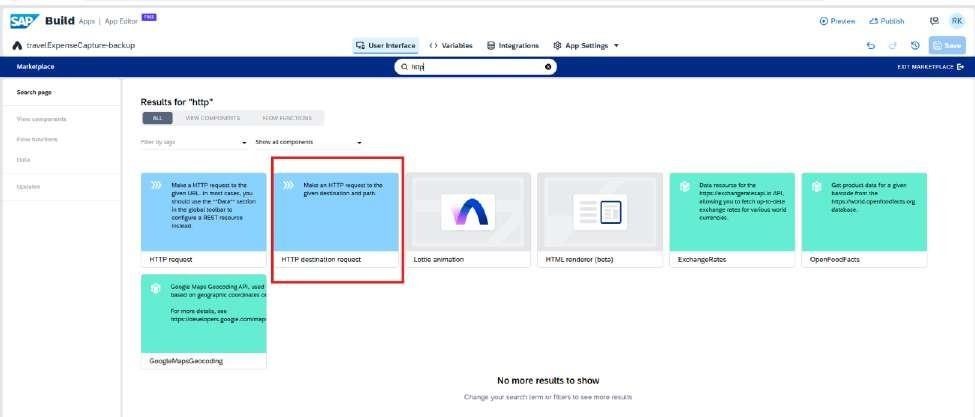 SAP Build Apps | App Editor FREE
Preview Publish RK
travelExpenseCapture-backup User Interface Variables Integrations App Settings Save
Marketplace http EXIT MARKETPLACE
Search page
View components
Flow functions
Data
Updates
Results for "http"
ALL VIEW COMPONENTS FLOW FUNCTIONS
Filter by tags Show all components
Make a HTTP request to the
given URL. In most cases, you
should use the **Data** section
in the global toolbar to
configure a REST resource
instead.
HTTP request
Make an HTTP request to the
given destination and path.
HTTP destination request
Lottie animation
HTML renderer (beta)
Data resource for the
https://exchangeratesapi.io API,
allowing you to fetch up-to-date
exchange rates for various world
currencies.
ExchangeRates
Get product data for a given
barcode from the
https://world.openfoodfacts.org
database.
OpenFoodFacts
Google Maps Geocoding API, used
based on geographic coordinates or
For more details, see
https://developers.google.com/maps
GoogleMapsGeocoding
No more results to show
Change your search term or filters to see more results